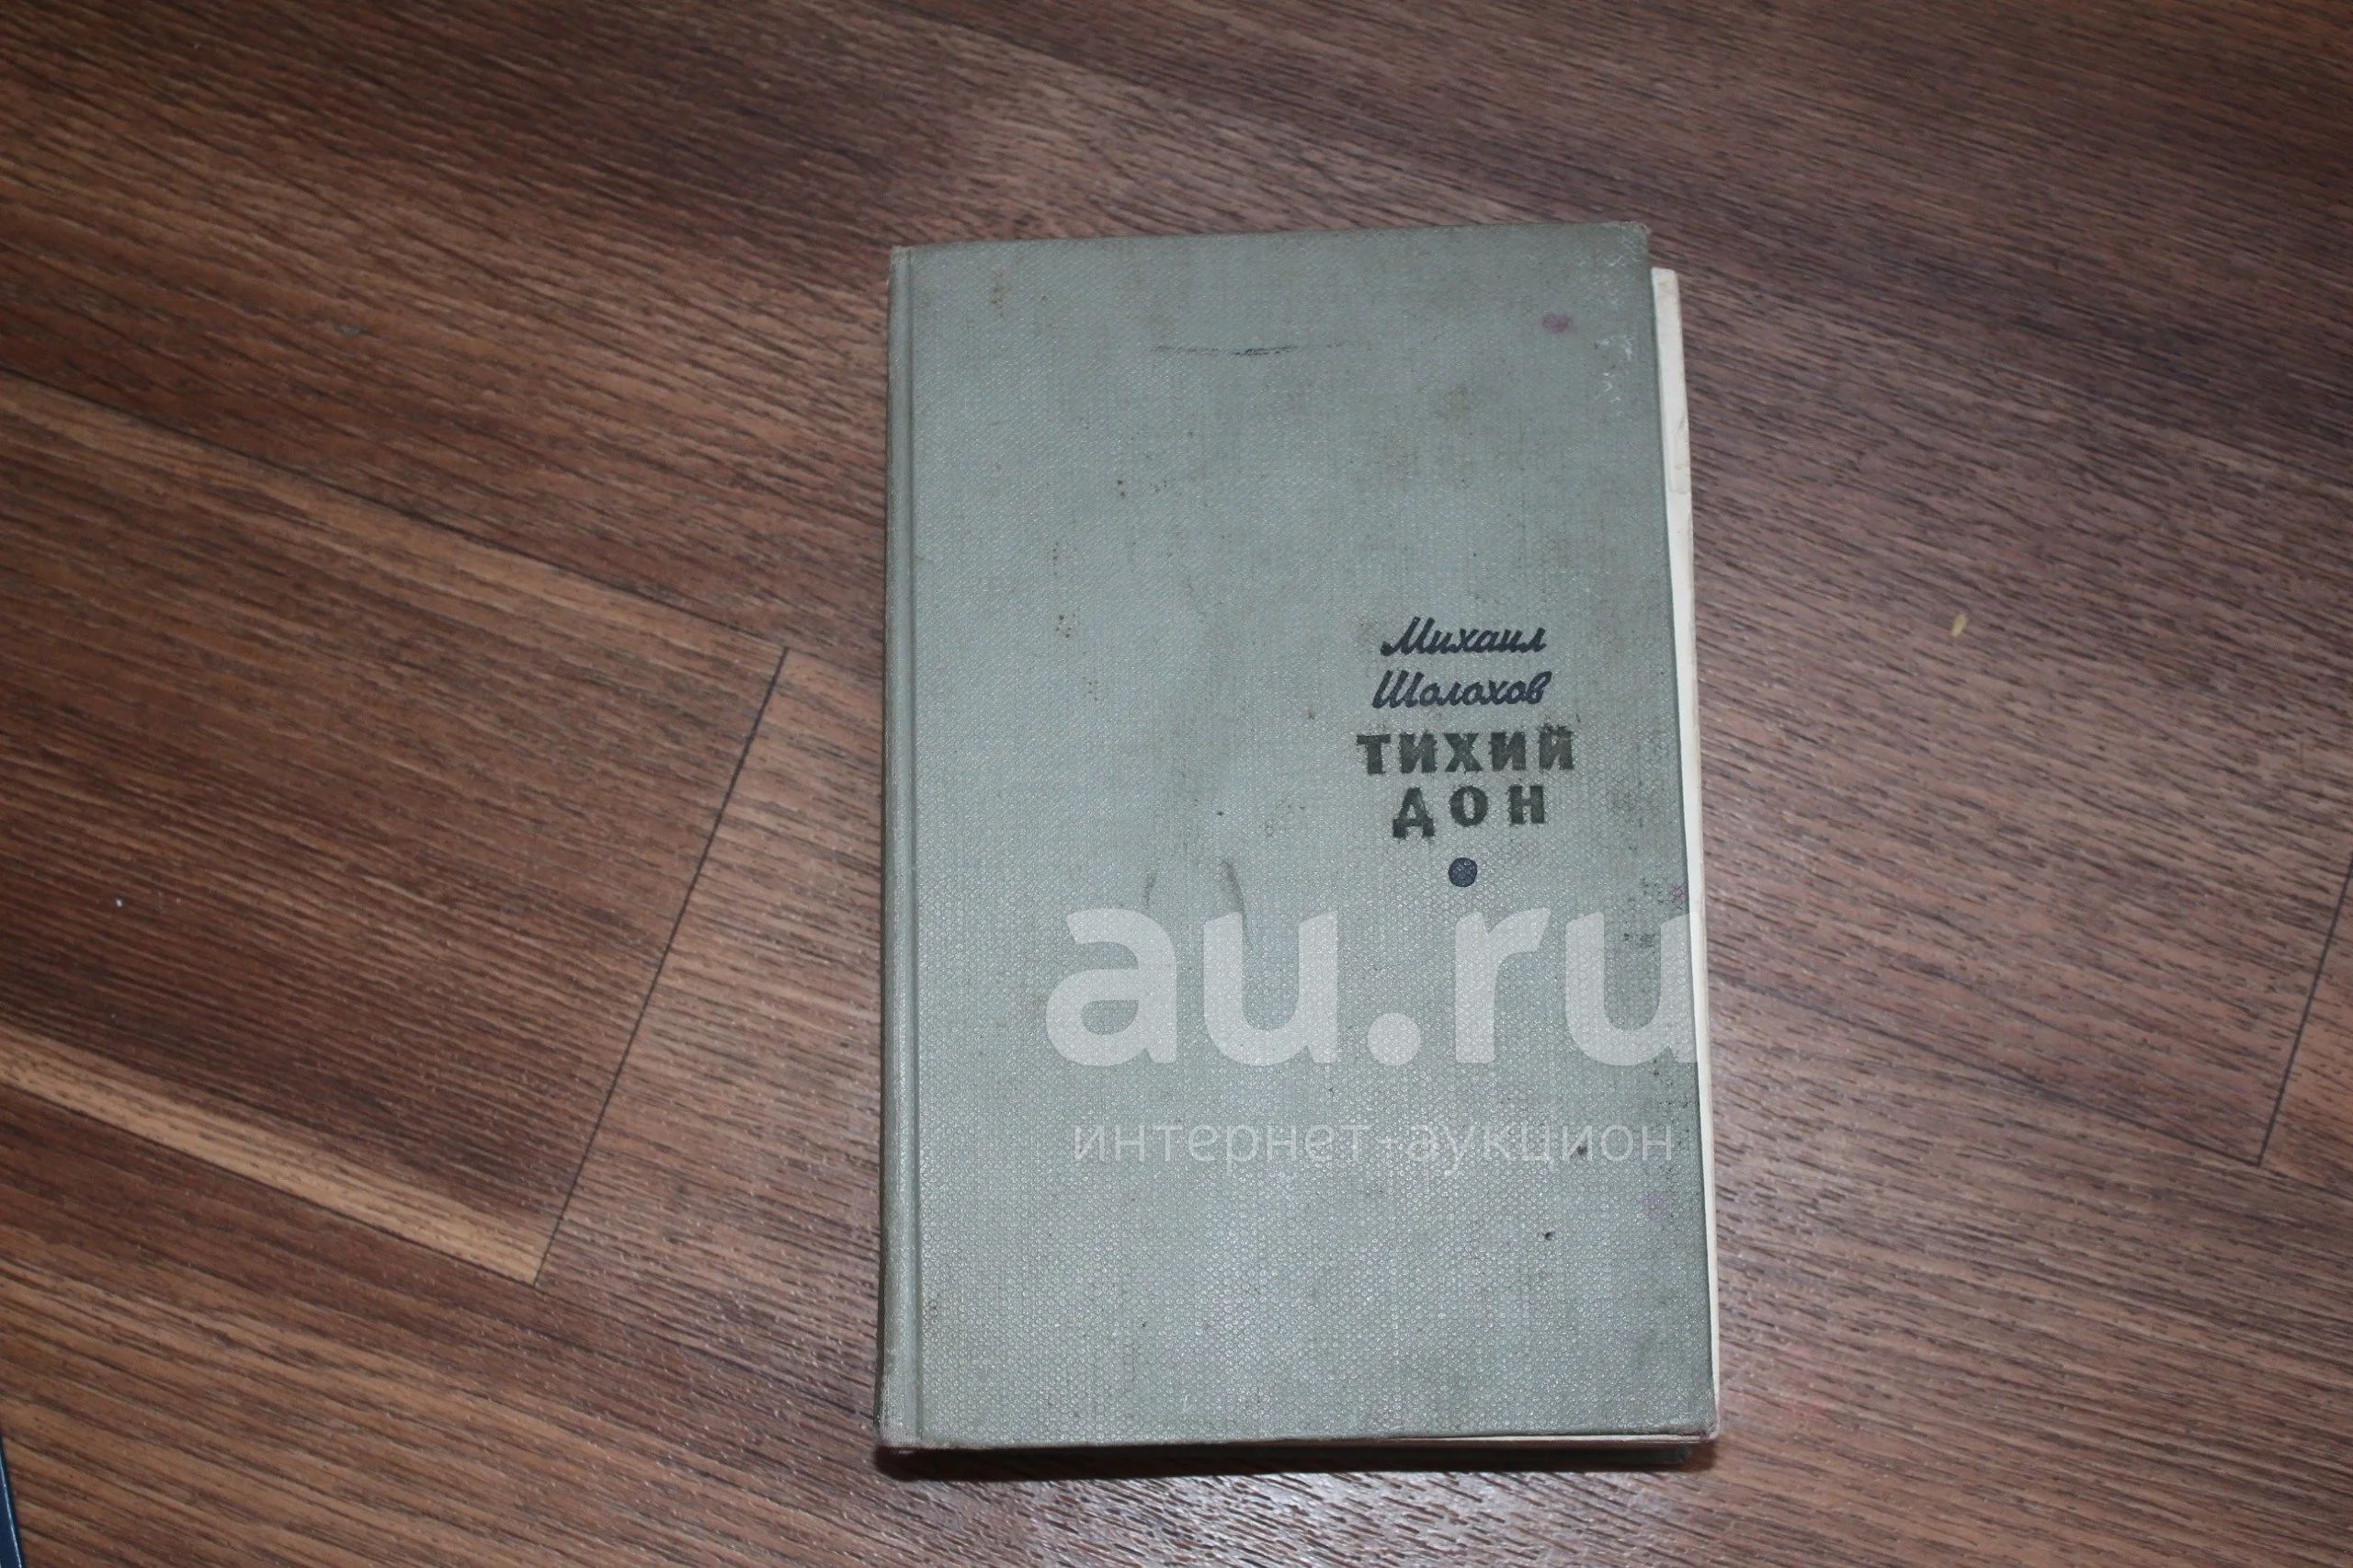 Михаил
Шолохов
ТИХИЙ
ДОН
au.ru
интернет-аукцион